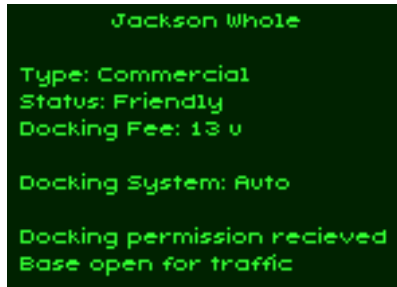 Jackson Whole
Type: Commercial
Status: Friendly
Docking Fee: 13 υ
Docking System: Auto
Docking permission recieved
Base open for traffic